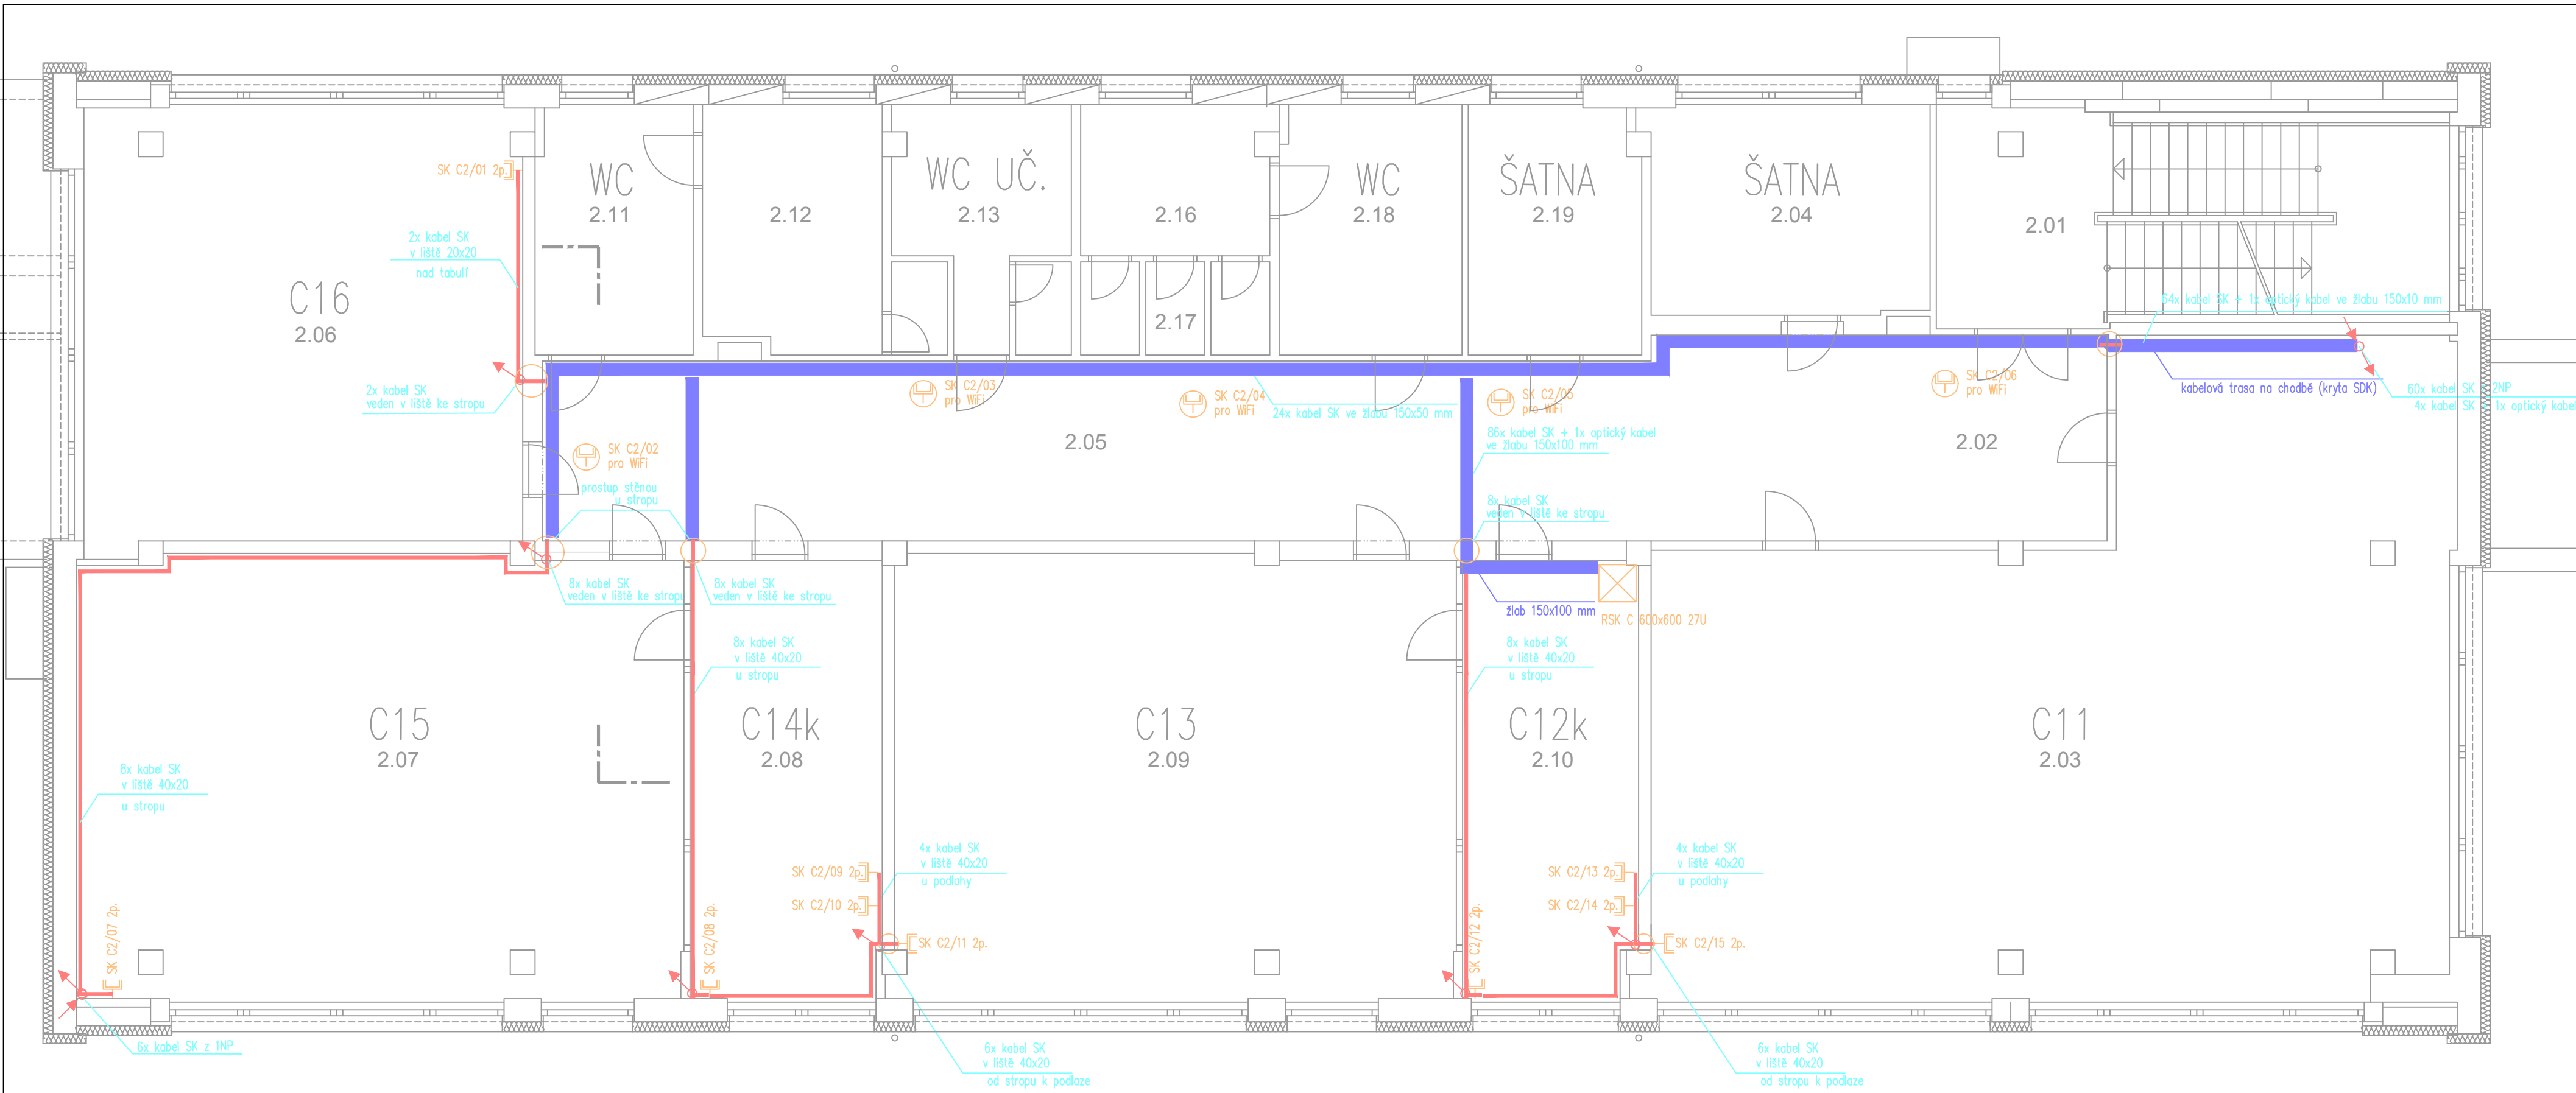 SK C2/01 2p.
WC
2.11
2.12
WC UČ.
2.13
2.16
WC
2.18
ŠATNA
2.19
ŠATNA
2.04
2.01
2x kabel SK
v liště 20x20
nad tabulí
C16
2.06
2.17
64x kabel SK + 1x optický kabel ve žlabu 150x10 mm
2x kabel SK
veden v liště ke stropu
SK C2/03
pro WiFi
SK C2/04
pro WiFi
24x kabel SK ve žlabu 150x50 mm
SK C2/05
pro WiFi
SK C2/06
pro WiFi
kabelová trasa na chodbě (kryta SDK)
60x kabel SK 2NP
4x kabel SK 1x optický kabel
SK C2/02
pro WiFi
2.05
86x kabel SK + 1x optický kabel
ve žlabu 150x100 mm
2.02
prostup stěnou
u stropu
8x kabel SK
veden v liště ke stropu
8x kabel SK
veden v liště ke stropu
8x kabel SK
veden v liště ke stropu
žlab 150x100 mm
RSK C 600x600 27U
8x kabel SK
v liště 40x20
u stropu
8x kabel SK
v liště 40x20
u stropu
C15
2.07
C14k
2.08
C13
2.09
C12k
2.10
C11
2.03
8x kabel SK
v liště 40x20
u stropu
SK C2/09 2p.
SK C2/10 2p.
4x kabel SK
v liště 40x20
u podlahy
SK C2/13 2p.
SK C2/14 2p.
4x kabel SK
v liště 40x20
u podlahy
SK C2/07 2p.
SK C2/08 2p.
SK C2/11 2p.
SK C2/12 2p.
SK C2/15 2p.
6x kabel SK z 1NP
6x kabel SK
v liště 40x20
od stropu k podlaze
6x kabel SK
v liště 40x20
od stropu k podlaze